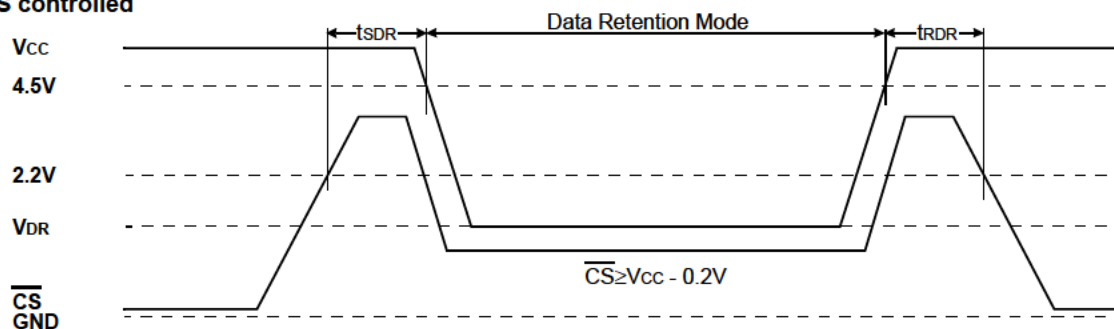 S controlled
tSDR
Data Retention Mode
tRDR
VCC
4.5V
2.2V
VDR
CS≥VCC - 0.2V
CS
GND